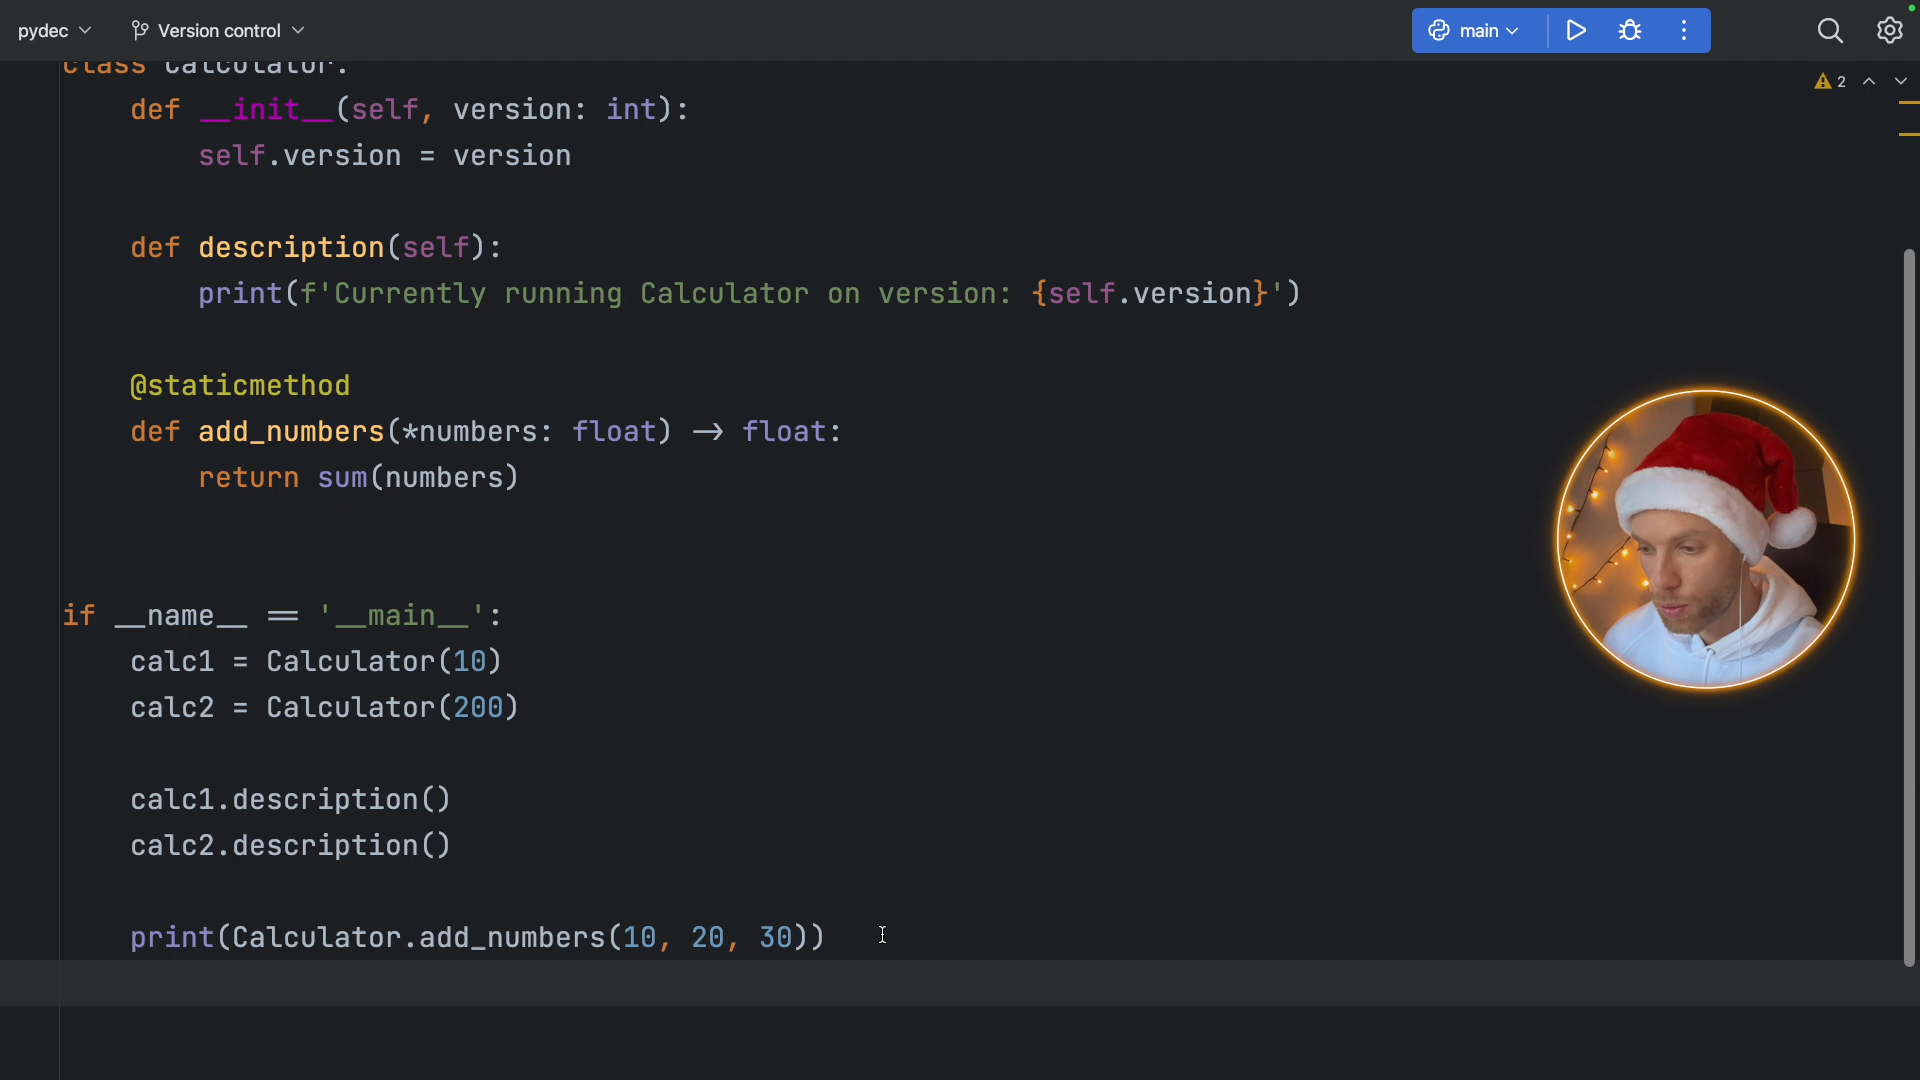 pydec
Version control
main
class Calculator:
2
def __init__(self, version: int):
self.version = version
def description(self):
print(f'Currently running Calculator on version: {self.version}')
@staticmethod
def add_numbers(*numbers: float) -> float:
return sum(numbers)
if __name__ == '__main__':
calc1 = Calculator(10)
calc2 = Calculator(200)
calc1.description()
calc2.description()
print(Calculator.add_numbers(10, 20, 30))